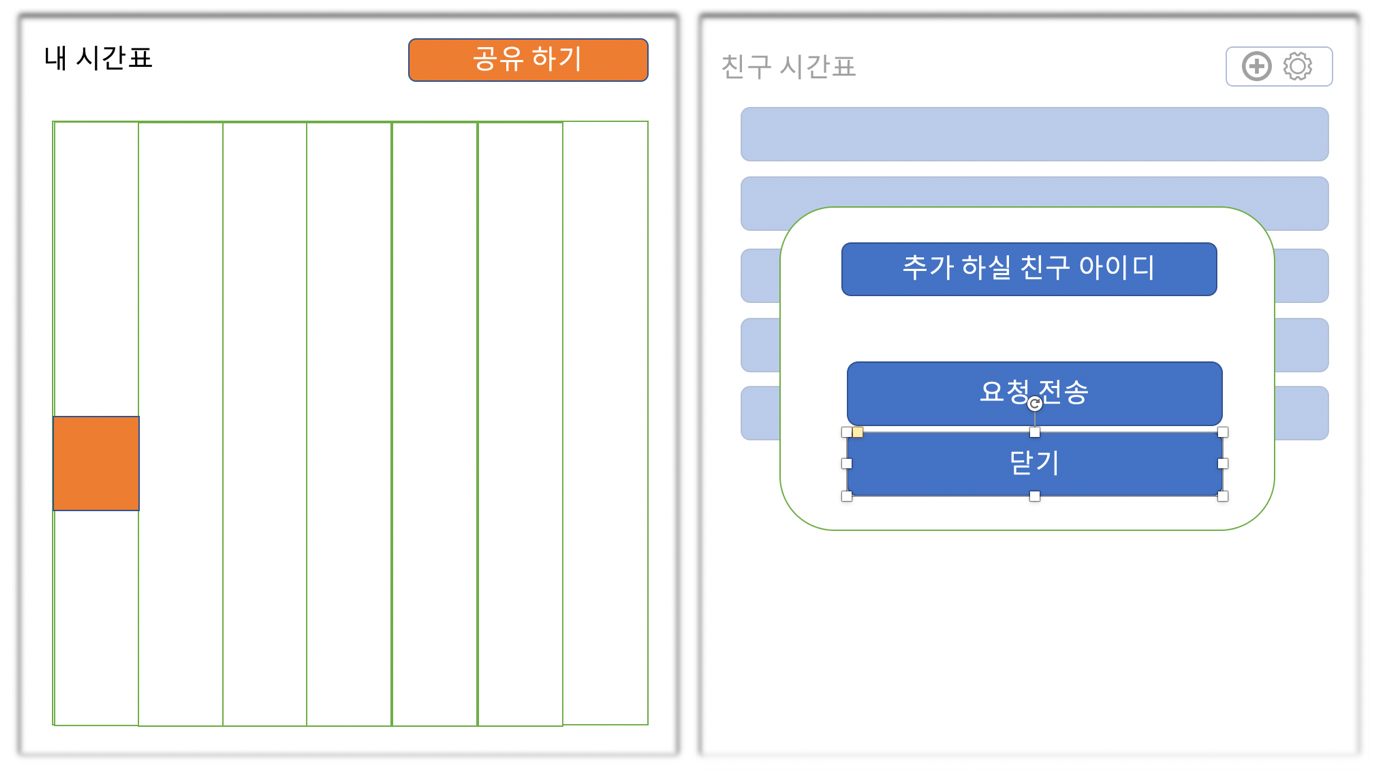 내 시간표
공유 하기
친구 시간표
추가 하실 친구 아이디
요청 전송
닫기